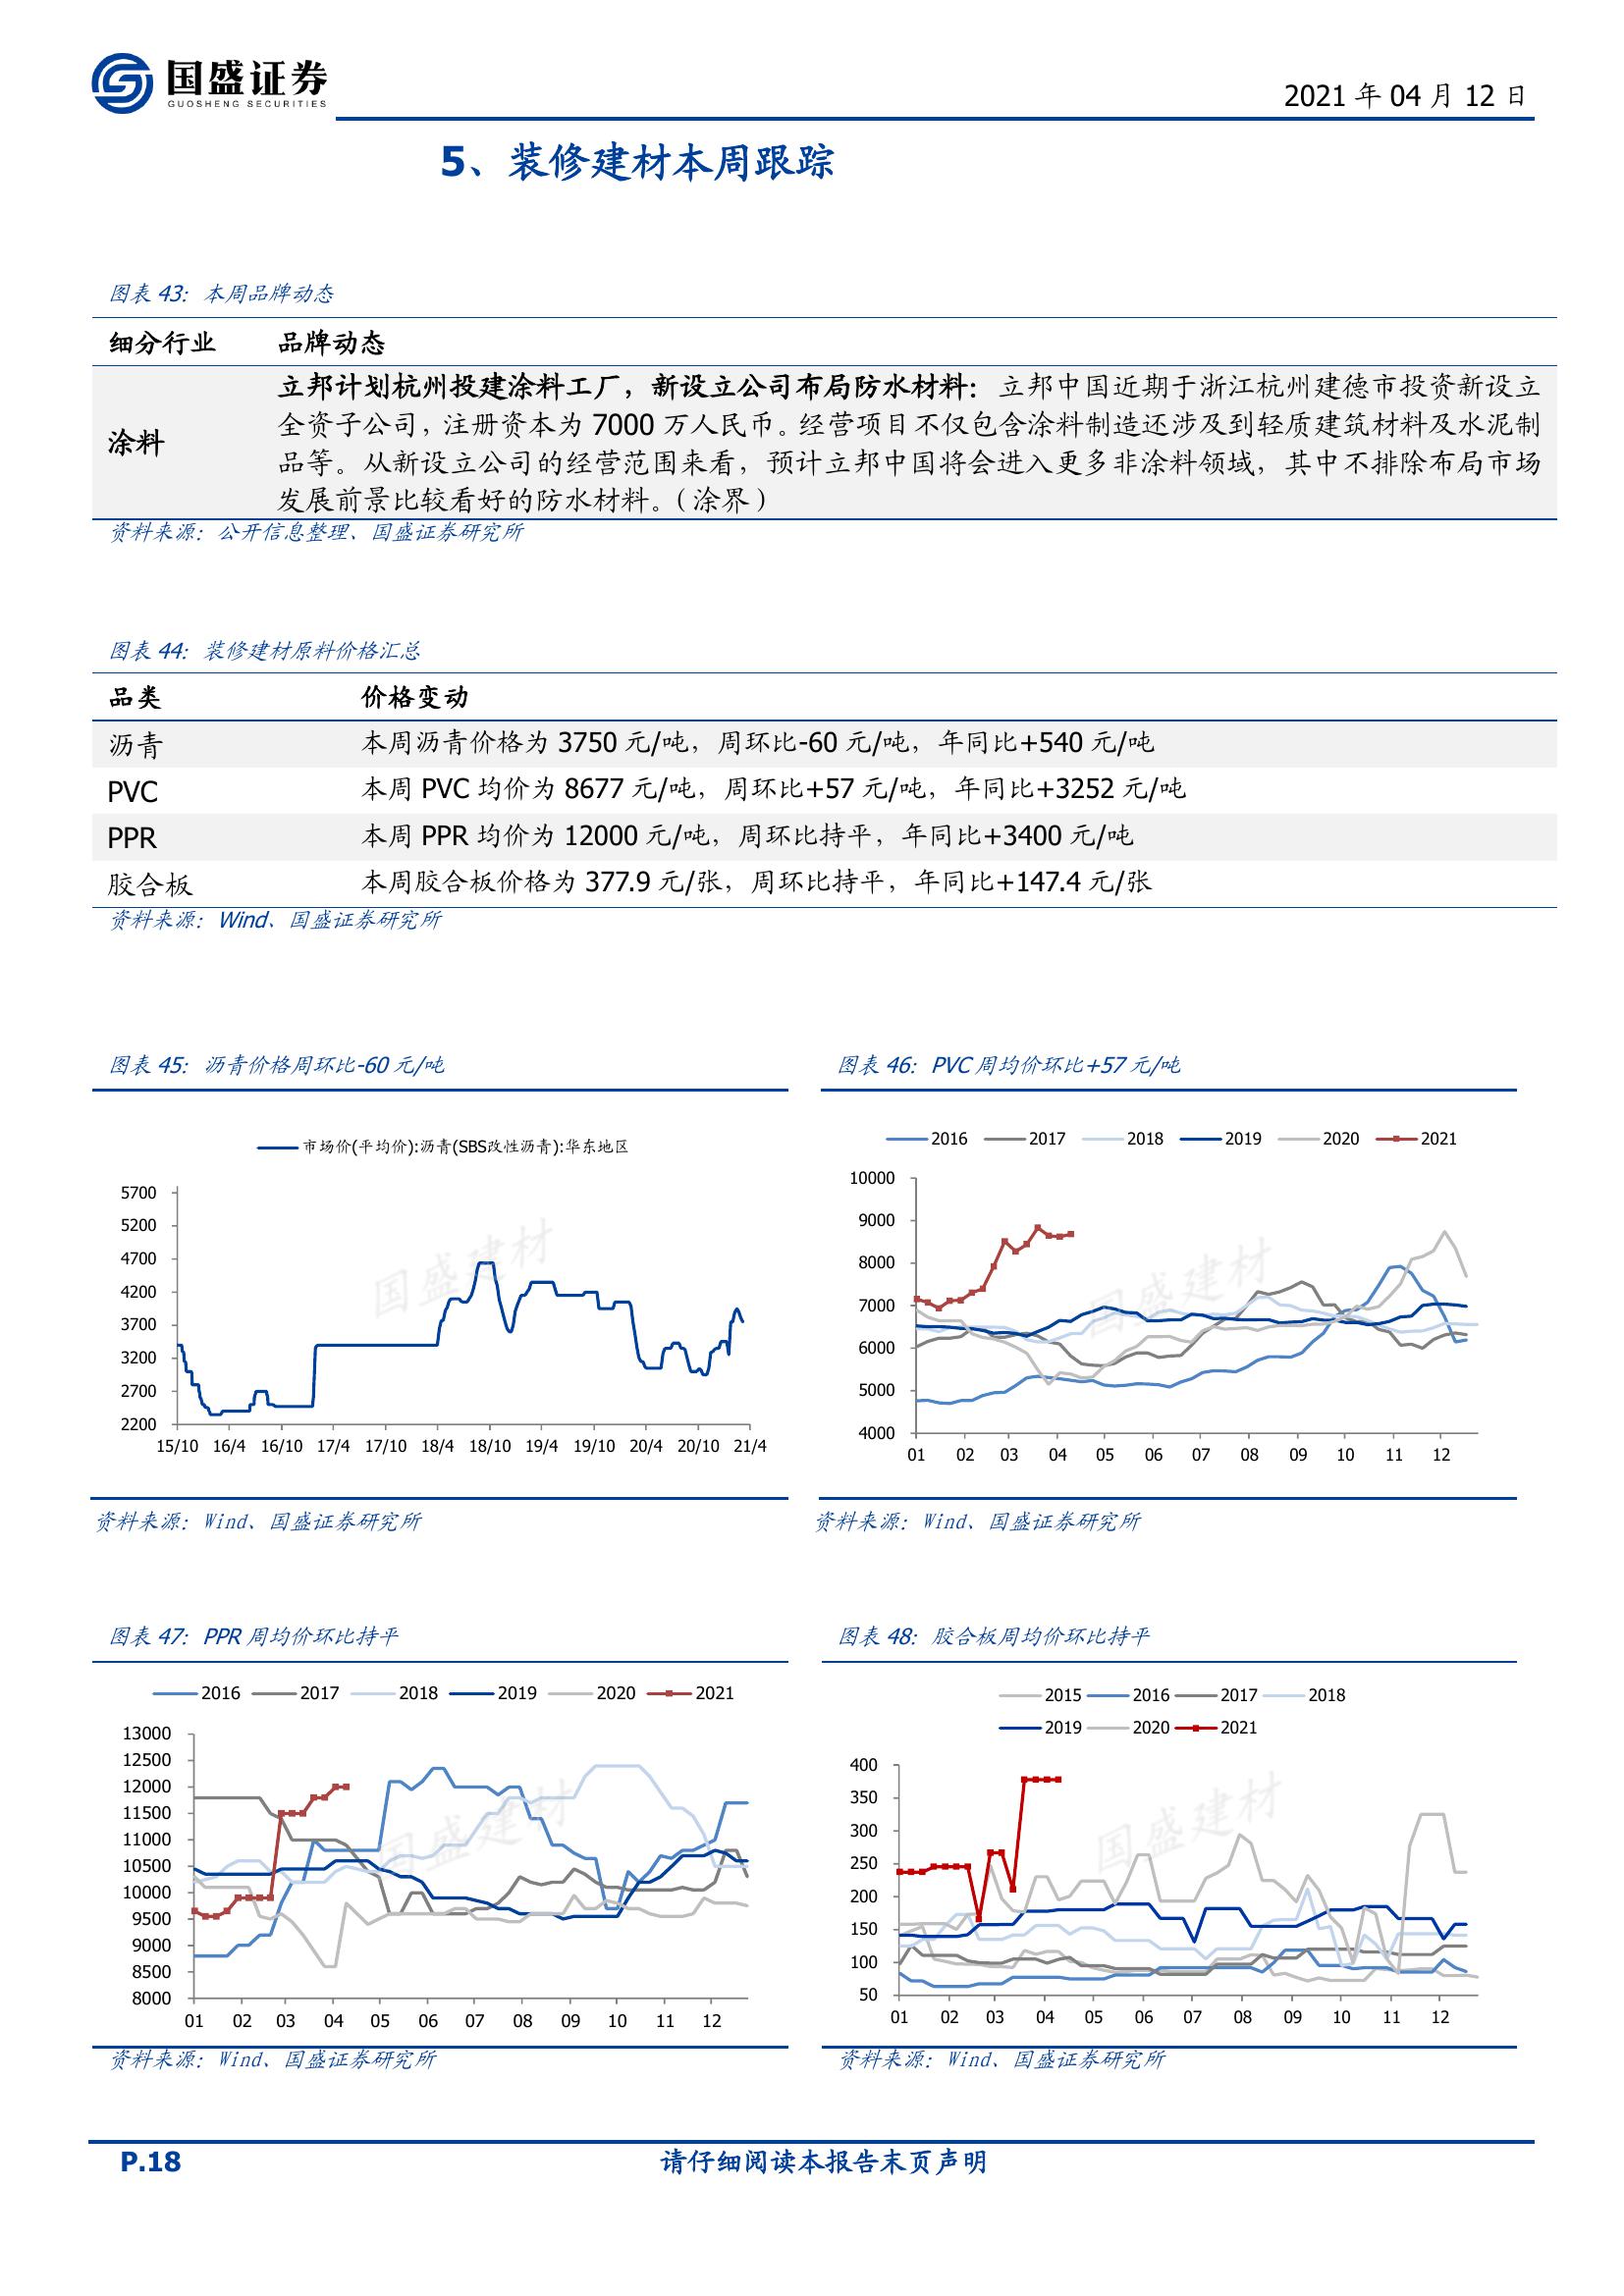 国盛证券
GUOSHENG SECURITIES
2021 年 04 月 12 日
5、装修建材本周跟踪
图表 43：本周品牌动态
细分行业 品牌动态
涂料
立邦计划杭州投建涂料工厂，新设立公司布局防水材料：立邦中国近期于浙江杭州建德市投资新设立
全资子公司，注册资本为 7000 万人民币。经营项目不仅包含涂料制造还涉及到轻质建筑材料及水泥制
品等。从新设立公司的经营范围来看，预计立邦中国将会进入更多非涂料领域，其中不排除布局市场
发展前景比较看好的防水材料。（涂界）
资料来源：公开信息整理、国盛证券研究所
图表 44：装修建材原料价格汇总
品类 价格变动
沥青 本周沥青价格为 3750 元/吨，周环比-60 元/吨，年同比+540 元/吨
PVC 本周 PVC 均价为 8677 元/吨，周环比+57 元/吨，年同比+3252 元/吨
PPR 本周 PPR 均价为 12000 元/吨，周环比持平，年同比+3400 元/吨
胶合板 本周胶合板价格为 377.9 元/张，周环比持平，年同比+147.4 元/张
资料来源：Wind、国盛证券研究所
图表 45：沥青价格周环比-60 元/吨
市场价(平均价):沥青(SBS改性沥青):华东地区
5700
5200
4700
4200
3700
3200
2700
2200
15/10 16/4 16/10 17/4 17/10 18/4 18/10 19/4 19/10 20/4 20/10 21/4
国盛建材
资料来源：Wind、国盛证券研究所
图表 46：PVC 周均价环比+57 元/吨
2016 2017 2018 2019 2020 2021
10000
9000
8000
7000
6000
5000
4000
01 02 03 04 05 06 07 08 09 10 11 12
国盛建材
资料来源：Wind、国盛证券研究所
图表 47：PPR 周均价环比持平
2016 2017 2018 2019 2020 2021
13000
12500
12000
11500
11000
10500
10000
9500
9000
8500
8000
01 02 03 04 05 06 07 08 09 10 11 12
国盛建材
资料来源：Wind、国盛证券研究所
图表 48：胶合板周均价环比持平
2015 2016 2017 2018
2019 2020 2021
400
350
300
250
200
150
100
50
01 02 03 04 05 06 07 08 09 10 11 12
国盛建材
资料来源：Wind、国盛证券研究所
P.18 请仔细阅读本报告末页声明